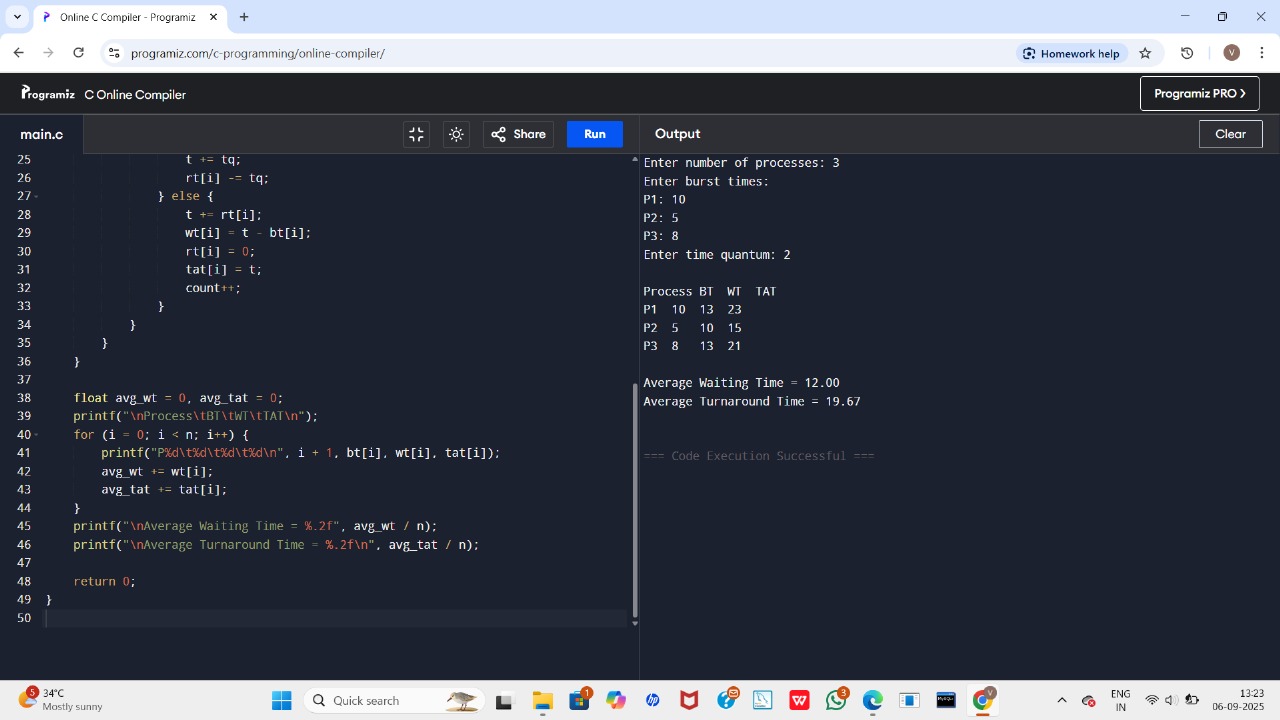 Online C Compiler - Programiz
programiz.com/c-programming/online-compiler/
Homework help
V
Programiz C Online Compiler
Programiz PRO >
main.c
Share
Run
Output
Clear
25 t += tq;
26 rt[i] -= tq;
27 } else {
28 t += rt[i];
29 wt[i] = t - bt[i];
30 rt[i] = 0;
31 tat[i] = t;
32 count++;
33 }
34 }
35 }
36 }
37
38 float avg_wt = 0, avg_tat = 0;
39 printf("\nProcess\tBT\tWT\tTAT\n");
40 for (i = 0; i < n; i++) {
41 printf("P%d\t%d\t%d\t%d\n", i + 1, bt[i], wt[i], tat[i]);
42 avg_wt += wt[i];
43 avg_tat += tat[i];
44 }
45 printf("\nAverage Waiting Time = %.2f", avg_wt / n);
46 printf("\nAverage Turnaround Time = %.2f\n", avg_tat / n);
47
48 return 0;
49 }
50
Enter number of processes: 3
Enter burst times:
P1: 10
P2: 5
P3: 8
Enter time quantum: 2
Process BT WT TAT
P1 10 13 23
P2 5 10 15
P3 8 13 21
Average Waiting Time = 12.00
Average Turnaround Time = 19.67
=== Code Execution Successful ===
5
34°C
Mostly sunny
Quick search
1
hp
W
3
MySQL
V
ENG
IN
13:23
06-09-2025